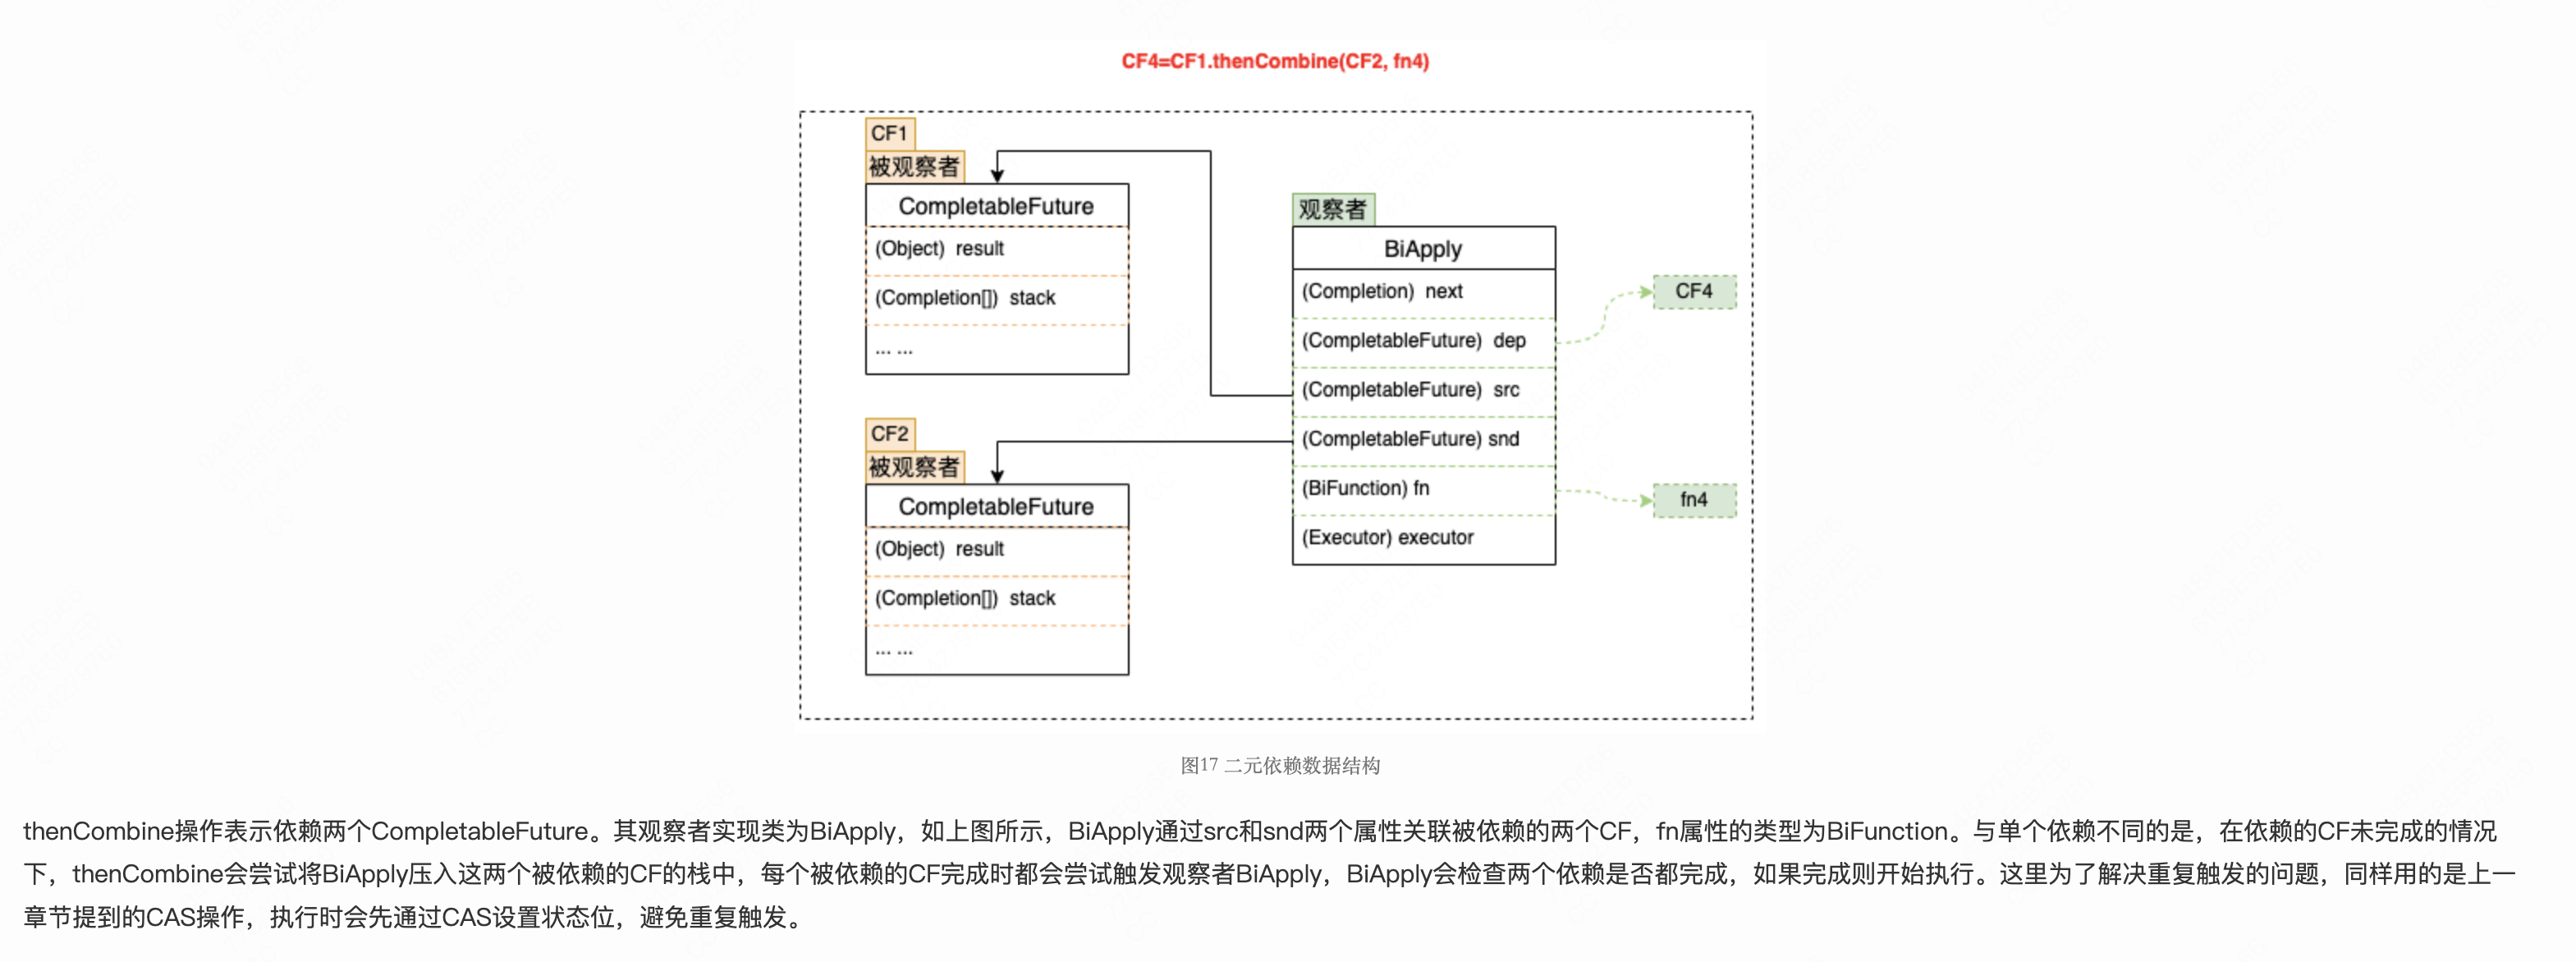 CF4=CF1.thenCombine(CF2, fn4)
CF1
被观察者
CompletableFuture
(Object) result
(Completion[]) stack
... ...
CF2
被观察者
CompletableFuture
(Object) result
(Completion[]) stack
... ...
观察者
BiApply
(Completion) next
(CompletableFuture) dep
(CompletableFuture) src
(CompletableFuture) snd
(BiFunction) fn
(Executor) executor
CF4
fn4
图17 二元依赖数据结构
thenCombine操作表示依赖两个CompletableFuture。其观察者实现类为BiApply，如上图所示，BiApply通过src和snd两个属性关联被依赖的两个CF，fn属性的类型为BiFunction。与单个依赖不同的是，在依赖的CF未完成的情况
下，thenCombine会尝试将BiApply压入这两个被依赖的CF的栈中，每个被依赖的CF完成时都会尝试触发观察者BiApply，BiApply会检查两个依赖是否都完成，如果完成则开始执行。这里为了解决重复触发的问题，同样用的是上一
章节提到的CAS操作，执行时会先通过CAS设置状态位，避免重复触发。